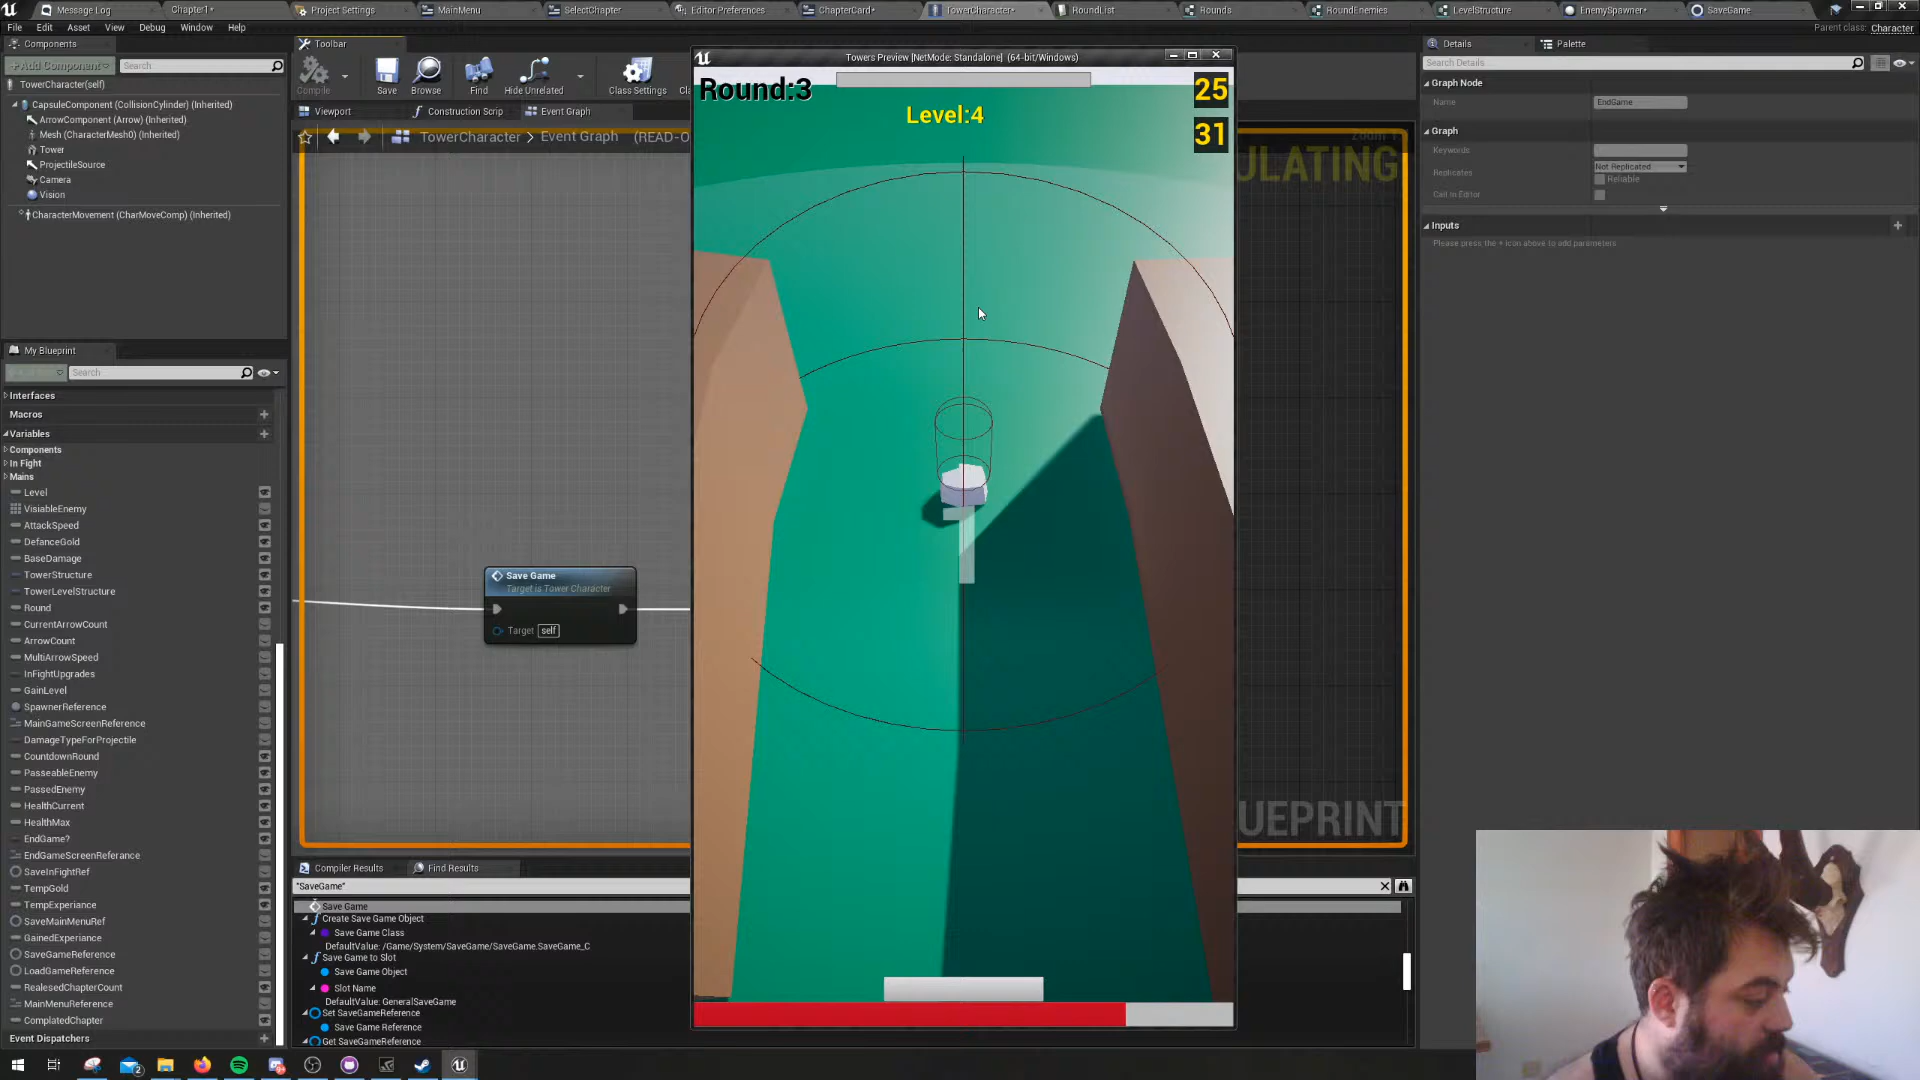 Message Log
Chapter1*
Project Settings
MainMenu
SelectChapter
Editor Preferences
ChapterCard*
TowerCharacter*
RoundList
Rounds
RoundEnemies
LevelStructure
EnemySpawner*
SaveGame
File Edit Asset View Debug Window Help
Parent class: Character
Components
+Add Component
Search
TowerCharacter(self)
CapsuleComponent (CollisionCylinder) (Inherited)
ArrowComponent (Arrow) (Inherited)
Mesh (CharacterMesh0) (Inherited)
Tower
ProjectileSource
Camera
Vision
CharacterMovement (CharMoveComp) (Inherited)
My Blueprint
Search
Interfaces
Macros
Variables
Components
In Fight
Mains
Level
VisiableEnemy
AttackSpeed
DefanceGold
BaseDamage
TowerStructure
TowerLevelStructure
Round
CurrentArrowCount
ArrowCount
MultiArrowSpeed
InFightUpgrades
GainLevel
SpawnerReference
MainGameScreenReference
DamageTypeForProjectile
CountdownRound
PasseableEnemy
PassedEnemy
HealthCurrent
HealthMax
EndGame?
EndGameScreenReferance
SaveInFightRef
TempGold
TempExperiance
SaveMainMenuRef
GainedExperiance
SaveGameReference
LoadGameReference
RealesedChapterCount
MainMenuReference
ComplatedChapter
Event Dispatchers
Toolbar
Compile
Save
Browse
Find
Hide Unrelated
Class Settings
Viewport
Construction Scrip
Event Graph
TowerCharacter > Event Graph (READ-O
ULATING
Save Game
Target is Tower Character
Target self
UEPRINT
Towers Preview [NetMode: Standalone] (64-bit/Windows)
Round:3
Level:4
25
31
Compiler Results
Find Results
"SaveGame"
Save Game
Create Save Game Object
Save Game Class
DefaultValue: /Game/System/SaveGame/SaveGame.SaveGame_C
Save Game to Slot
Save Game Object
Slot Name
DefaultValue: GeneralSaveGame
Set SaveGameReference
Save Game Reference
Get SaveGameReference
Details
Palette
Search Details
Graph Node
Name EndGame
Graph
Keywords
Replicates Not Replicated
Reliable
Call In Editor
Inputs
Please press the + icon above to add parameters
2